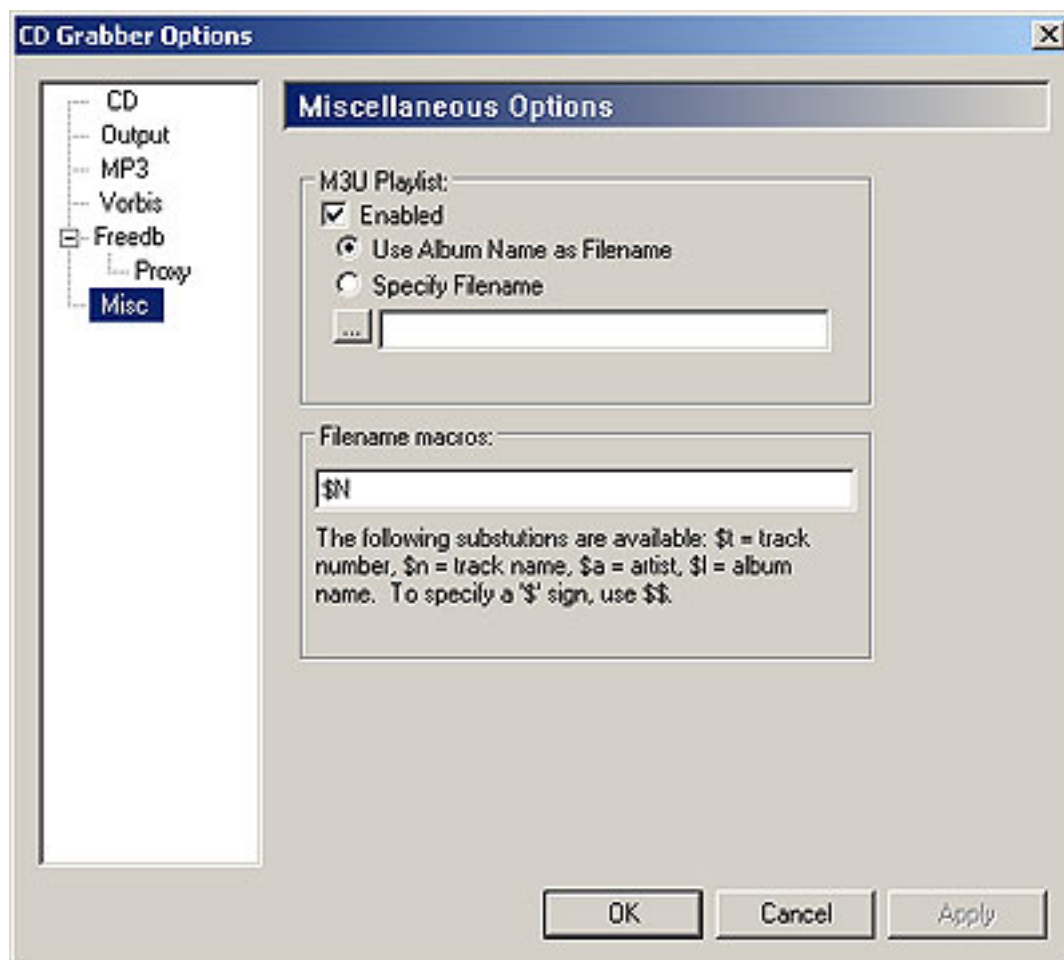 CD Grabber Options
CD
Output
MP3
Vorbis
Freedb
Proxy
Misc
Miscellaneous Options
M3U Playlist:
Enabled
Use Album Name as Filename
Specify Filename
...
Filename macros:
$N
The following substutions are available: $t = track
number, $n = track name, $a = artist, $l = album
name. To specify a '$' sign, use $$.
OK
Cancel
Apply